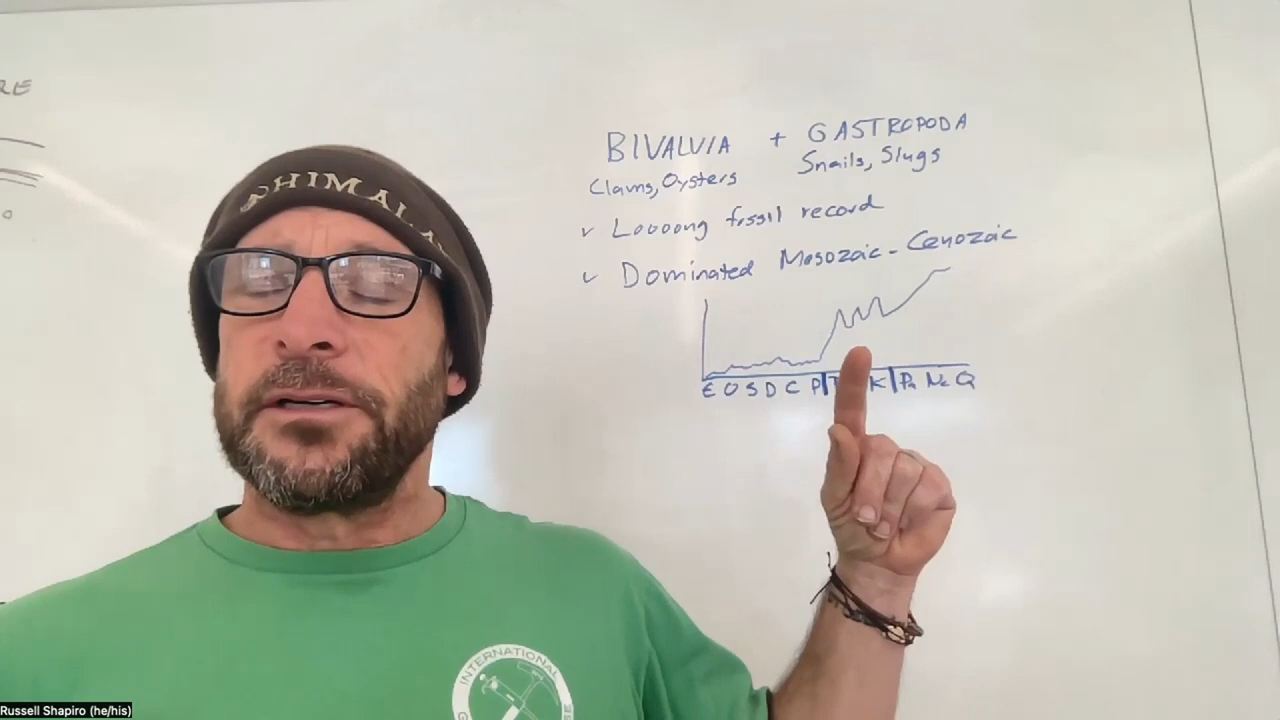 RE
BIVALVIA + GASTROPODA
Clams, Oysters Snails, Slugs
✓ Looooong fossil record
✓ Dominated Mesozoic - Cenozoic
Є O S D C P K Pa Ne Q
HIMALA
INTERNATIONAL
Russell Shapiro (he/his)